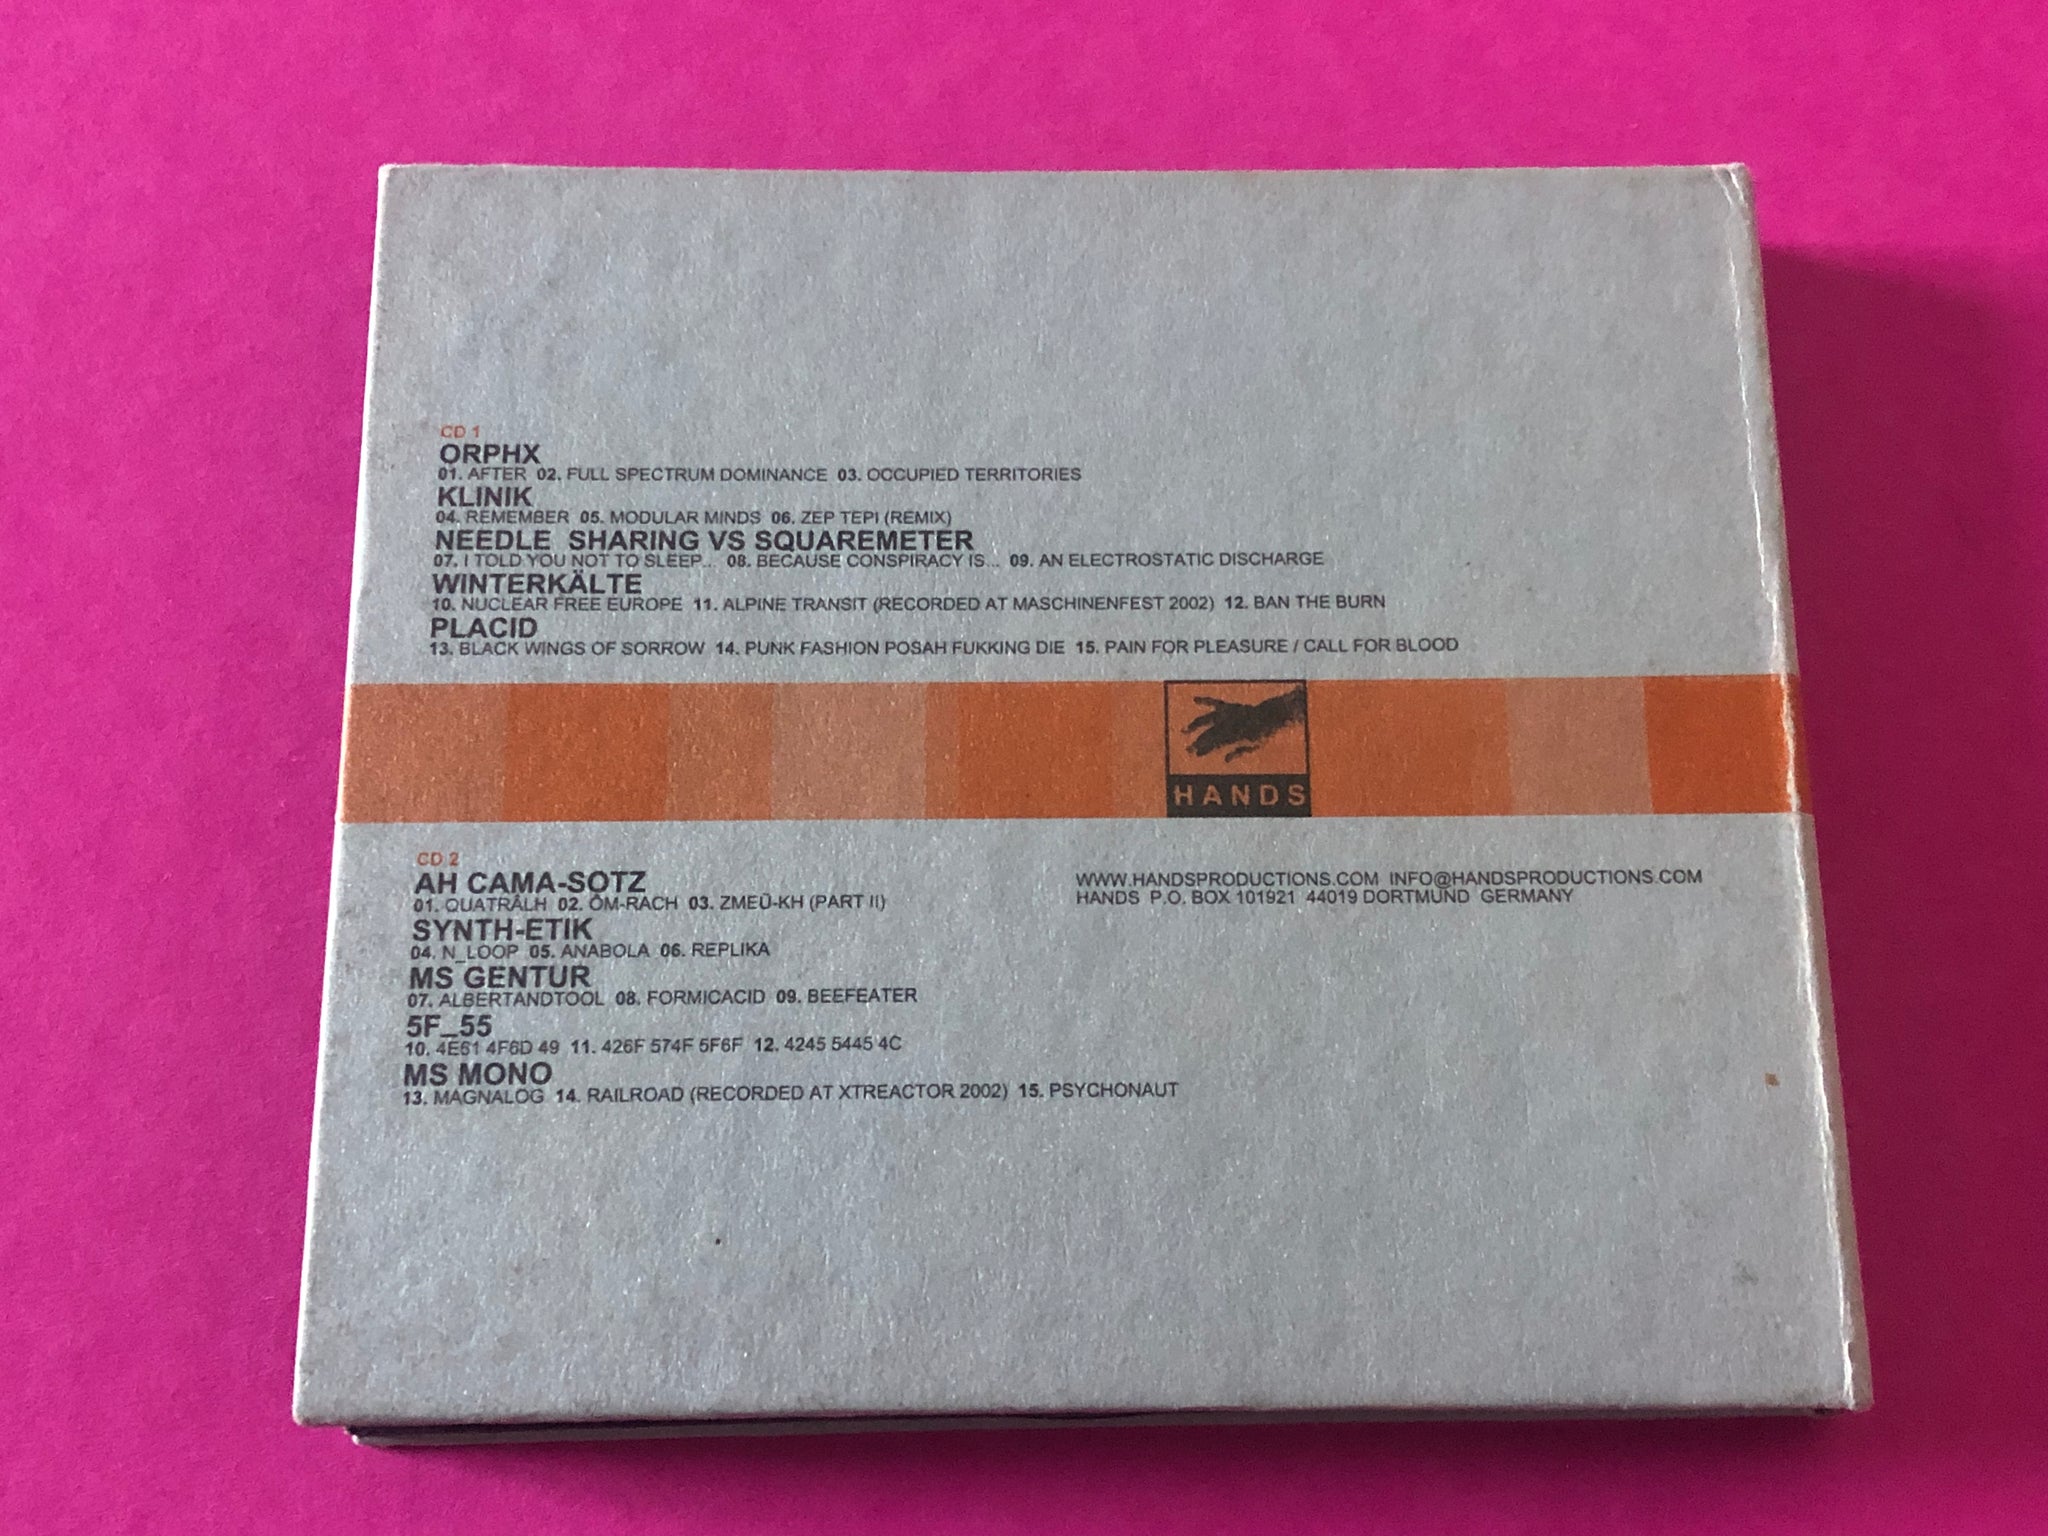 CD 1
ORPHX
01. AFTER 02. FULL SPECTRUM DOMINANCE 03. OCCUPIED TERRITORIES
KLINIK
04. REMEMBER 05. MODULAR MINDS 06. ZEP TEPI (REMIX)
NEEDLE SHARING VS SQUAREMETER
07. I TOLD YOU NOT TO SLEEP... 08. BECAUSE CONSPIRACY IS... 09. AN ELECTROSTATIC DISCHARGE
WINTERKÄLTE
10. NUCLEAR FREE EUROPE 11. ALPINE TRANSIT (RECORDED AT MASCHINENFEST 2002) 12. BAN THE BURN
PLACID
13. BLACK WINGS OF SORROW 14. PUNK FASHION POSAH FUKKING DIE 15. PAIN FOR PLEASURE / CALL FOR BLOOD
HANDS
CD 2
AH CAMA-SOTZ
01. QUATRÂLH 02. ÔM-RACH 03. ZMEÛ-KH (PART II)
SYNTH-ETIK
04. N_LOOP 05. ANABOLA 06. REPLIKA
MS GENTUR
07. ALBERTANDTOOL 08. FORMICACID 09. BEEFEATER
5F_55
10. 4E61 4F6D 49 11. 426F 574F 5F6F 12. 4245 5445 4C
MS MONO
13. MAGNALOG 14. RAILROAD (RECORDED AT XTREACTOR 2002) 15. PSYCHONAUT
WWW.HANDSPRODUCTIONS.COM INFO@HANDSPRODUCTIONS.COM
HANDS P.O. BOX 101921 44019 DORTMUND GERMANY